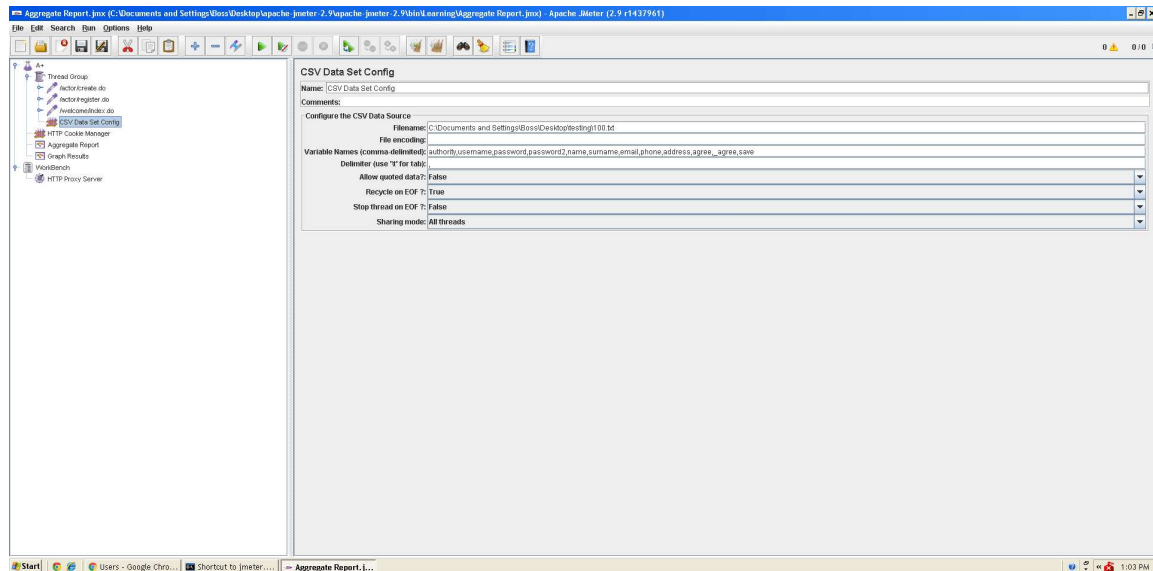 Aggregate Report.jmx (C:\Documents and Settings\Boss\Desktop\apache-jmeter-2.9\apache-jmeter-2.9\bin\Learning\Aggregate Report.jmx) - Apache JMeter (2.9 r1437961)
File Edit Search Run Options Help
0 0/0
A+
Thread Group
/actor/create.do
/actor/register.do
/welcome/index.do
CSV Data Set Config
HTTP Cookie Manager
Aggregate Report
Graph Results
WorkBench
HTTP Proxy Server
CSV Data Set Config
Name: CSV Data Set Config
Comments:
Configure the CSV Data Source
Filename: C:\Documents and Settings\Boss\Desktop\testing\100.txt
File encoding:
Variable Names (comma-delimited): authority,username,password,password2,name,surname,email,phone,address,agree,_agree,save
Delimiter (use '\t' for tab): ,
Allow quoted data?: False
Recycle on EOF ?: True
Stop thread on EOF ?: False
Sharing mode: All threads
Start Users - Google Chro... Shortcut to jmeter.... Aggregate Report.j... 1:03 PM